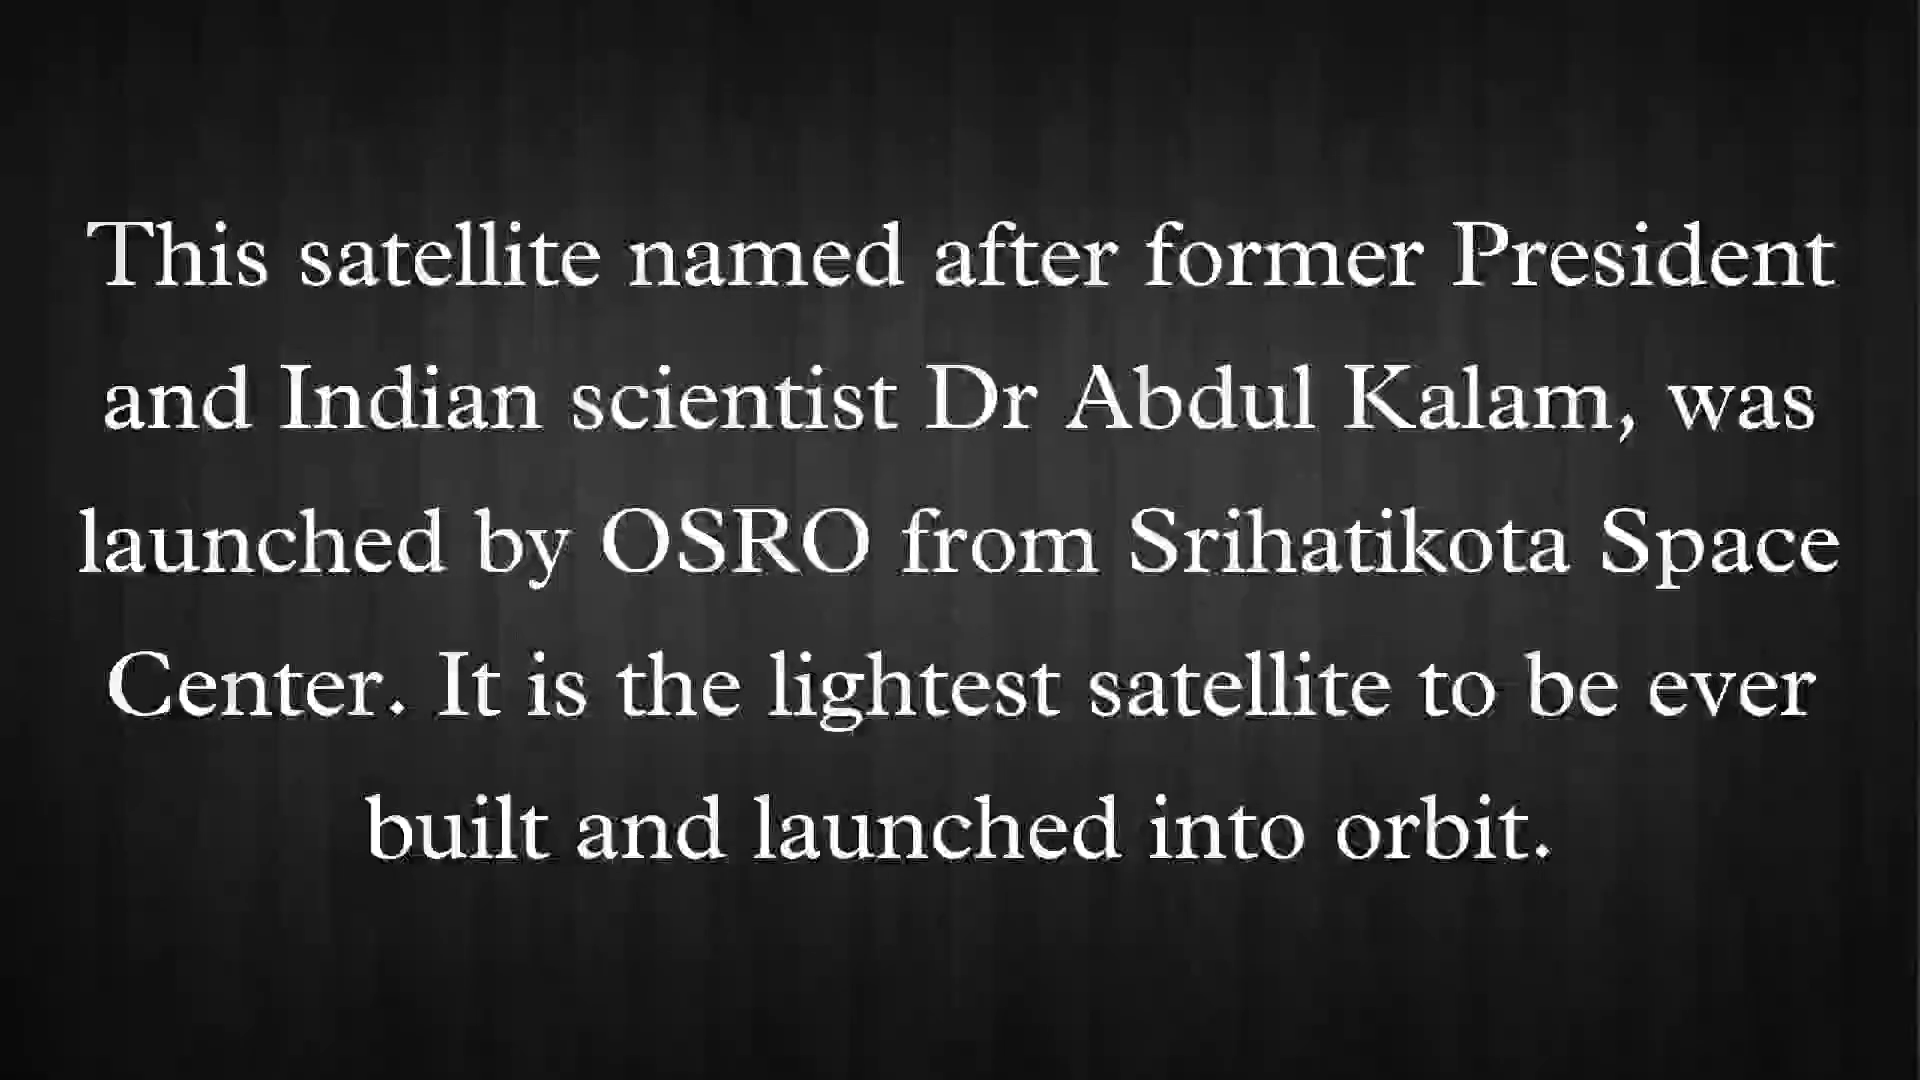 This satellite named after former President
and Indian scientist Dr Abdul Kalam, was
launched by OSRO from Srihatikota Space
Center. It is the lightest satellite to be ever
built and launched into orbit.